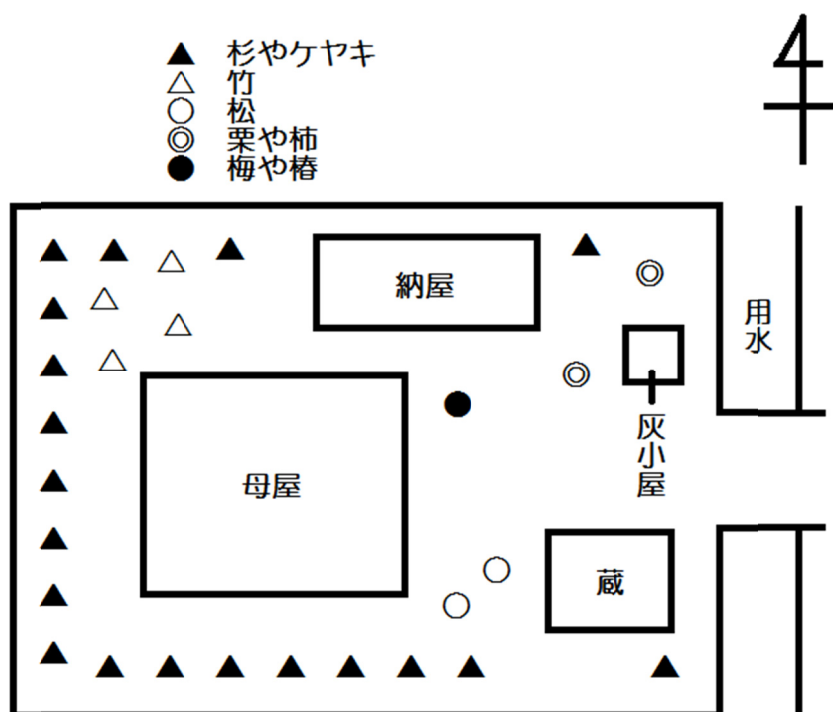 ▲ 杉やケヤキ
△ 竹
○ 松
◎ 栗や柿
● 梅や椿
納屋
用水
灰小屋
母屋
蔵